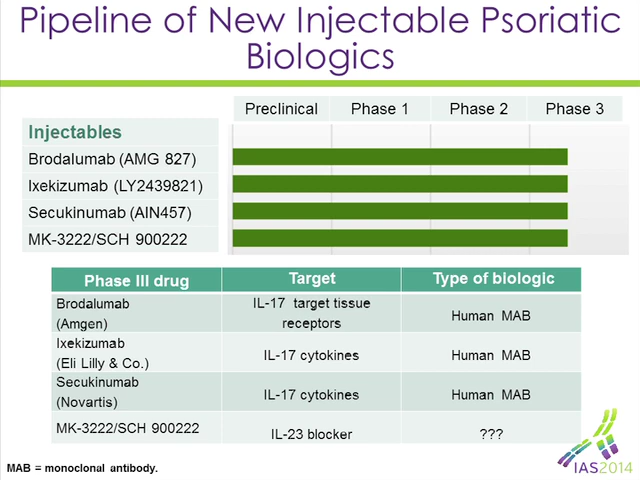 Pipeline of New Injectable Psoriatic
Biologics
Preclinical Phase 1 Phase 2 Phase 3
Injectables
Brodalumab (AMG 827)
Ixekizumab (LY2439821)
Secukinumab (AIN457)
MK-3222/SCH 900222
Phase III drug Target Type of biologic
Brodalumab
(Amgen)
IL-17 target tissue
receptors
Human MAB
Ixekizumab
(Eli Lilly & Co.)
IL-17 cytokines
Human MAB
Secukinumab
(Novartis)
IL-17 cytokines
Human MAB
MK-3222/SCH 900222
IL-23 blocker
???
MAB = monoclonal antibody.
IAS2014